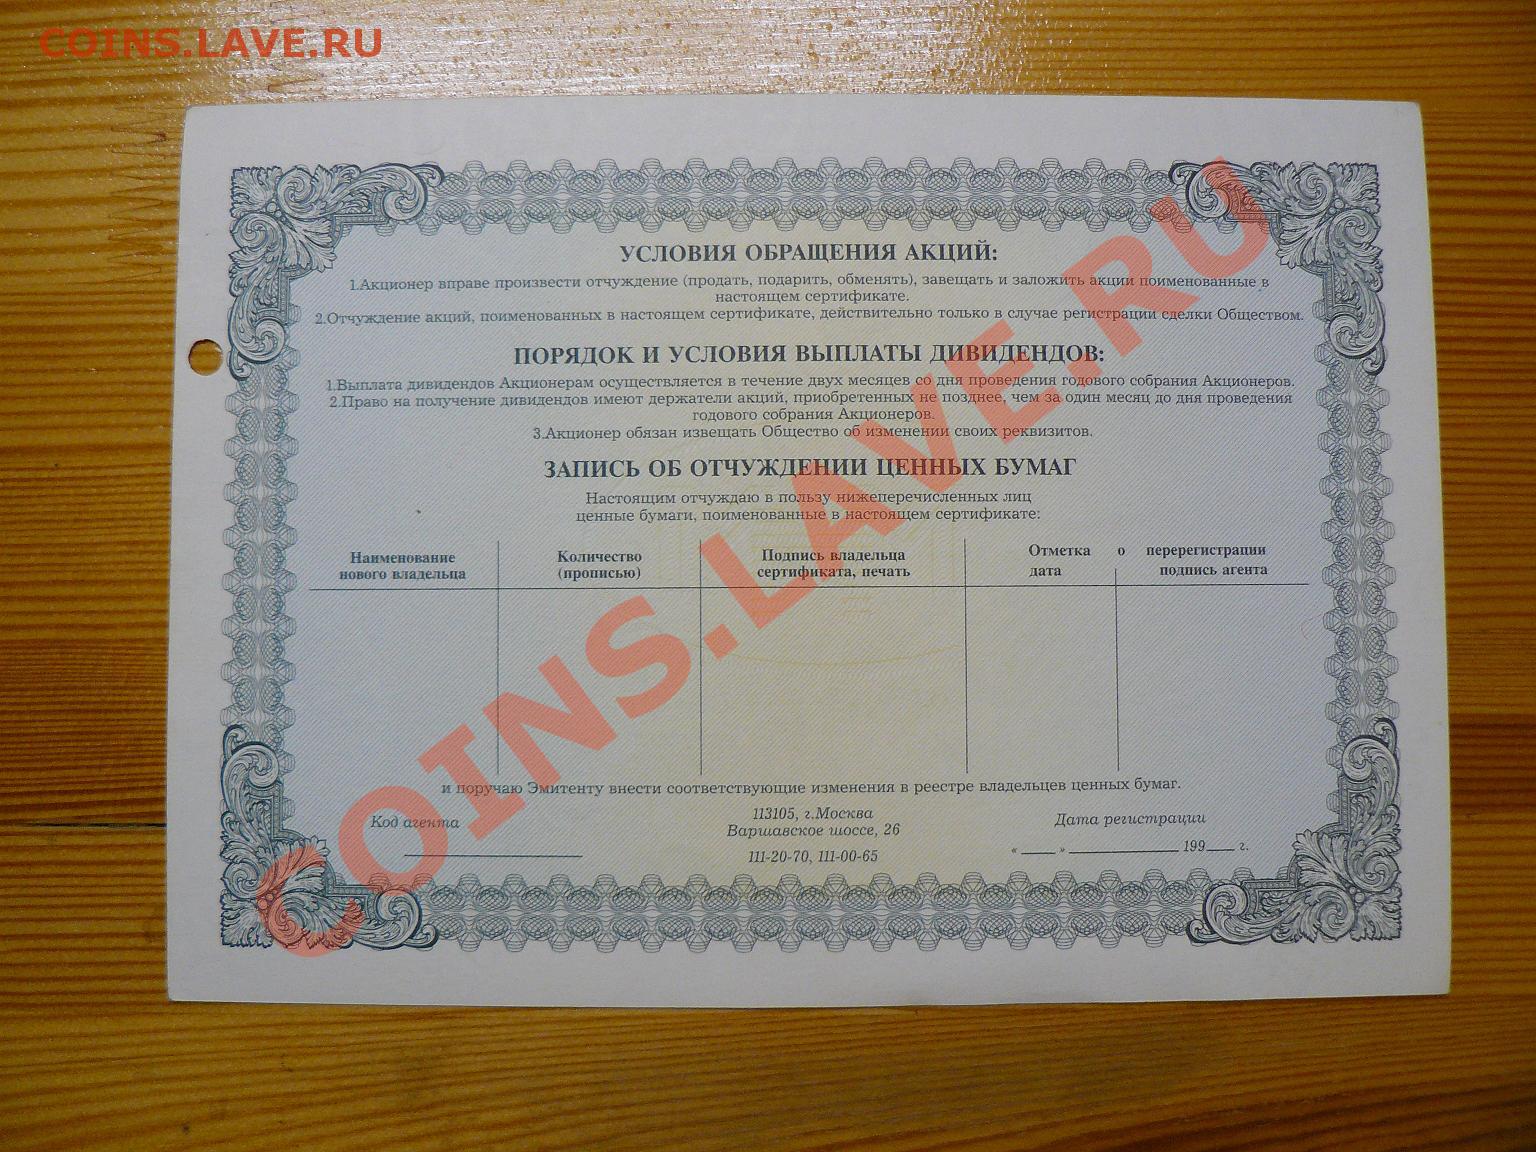 COINS.LAVE.RU
УСЛОВИЯ ОБРАЩЕНИЯ АКЦИЙ:
1.Акционер вправе произвести отчуждение (продать, подарить, обменять), завещать и заложить акции поименованные в
настоящем сертификате.
2.Отчуждение акций, поименованных в настоящем сертификате, действительно только в случае регистрации сделки Обществом.
ПОРЯДОК И УСЛОВИЯ ВЫПЛАТЫ ДИВИДЕНДОВ:
1.Выплата дивидендов Акционерам осуществляется в течение двух месяцев со дня проведения годового собрания Акционеров.
2.Право на получение дивидендов имеют держатели акций, приобретенных не позднее, чем за один месяц до дня проведения
годового собрания Акционеров.
3.Акционер обязан извещать Общество об изменении своих реквизитов.
ЗАПИСЬ ОБ ОТЧУЖДЕНИИ ЦЕННЫХ БУМАГ
Настоящим отчуждаю в пользу нижеперечисленных лиц
ценные бумаги, поименованные в настоящем сертификате:
Наименование
нового владельца
Количество
(прописью)
Подпись владельца
сертификата, печать
Отметка о перерегистрации
дата подпись агента
и поручаю Эмитенту внести соответствующие изменения в реестре владельцев ценных бумаг.
Код агента
113105, г.Москва
Варшавское шоссе, 26
111-20-70, 111-00-65
Дата регистрации
« ____ » ______________ 199____ г.
COINS.LAVE.RU